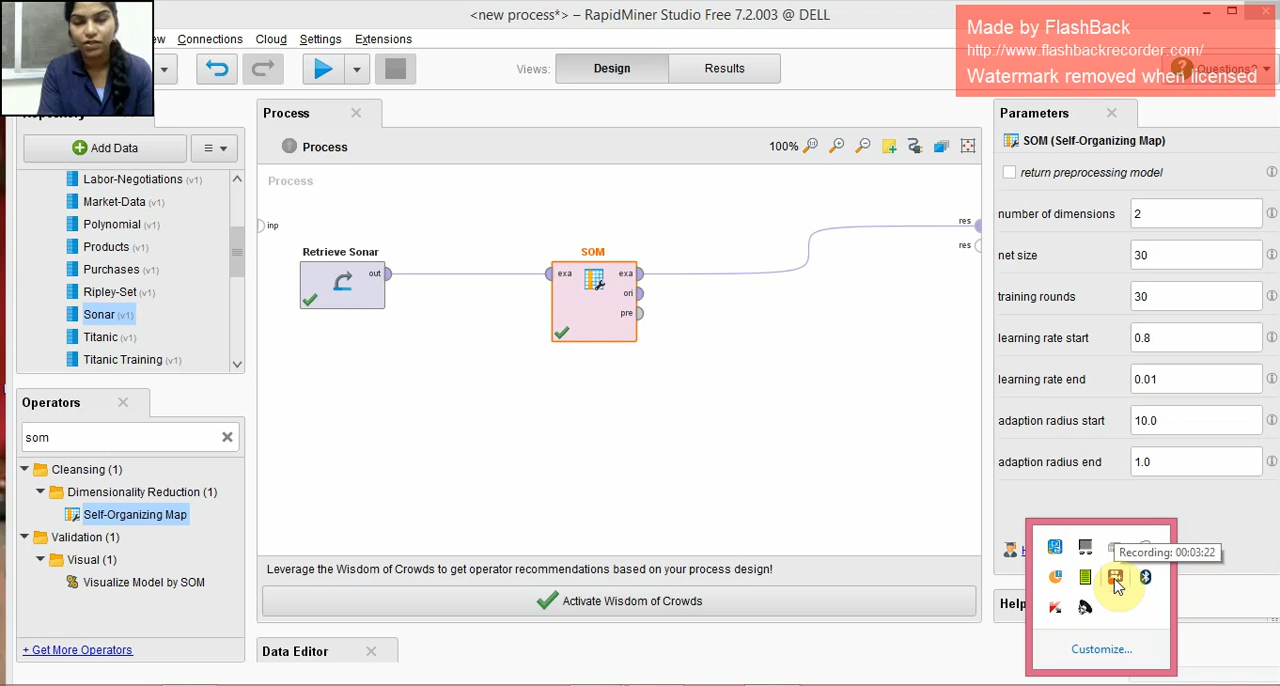 <new process*> – RapidMiner Studio Free 7.2.003 @ DELL
Made by FlashBack
http://www.flashbackrecorder.com/
Watermark removed when licensed
Connections Cloud Extensions
Views: Design Results
Questions?
Add Data
Labor-Negotiations (v1)
Market-Data (v1)
Polynomial (v1)
Products (v1)
Purchases (v1)
Ripley-Set (v1)
Sonar (v1)
Titanic (v1)
Titanic Training (v1)
Operators
som
Cleansing (1)
Dimensionality Reduction (1)
Self-Organizing Map
Validation (1)
Visual (1)
Visualize Model by SOM
+ Get More Operators
Process
Process
100%
Process
inp
res
res
Retrieve Sonar
out
SOM
exa exa
ori
pre
Leverage the Wisdom of Crowds to get operator recommendations based on your process design!
Activate Wisdom of Crowds
Data Editor
Parameters
SOM (Self-Organizing Map)
return preprocessing model
number of dimensions 2
net size 30
training rounds 30
learning rate start 0.8
learning rate end 0.01
adaption radius start 10.0
adaption radius end 1.0
Recording: 00:03:22
Customize...
Help